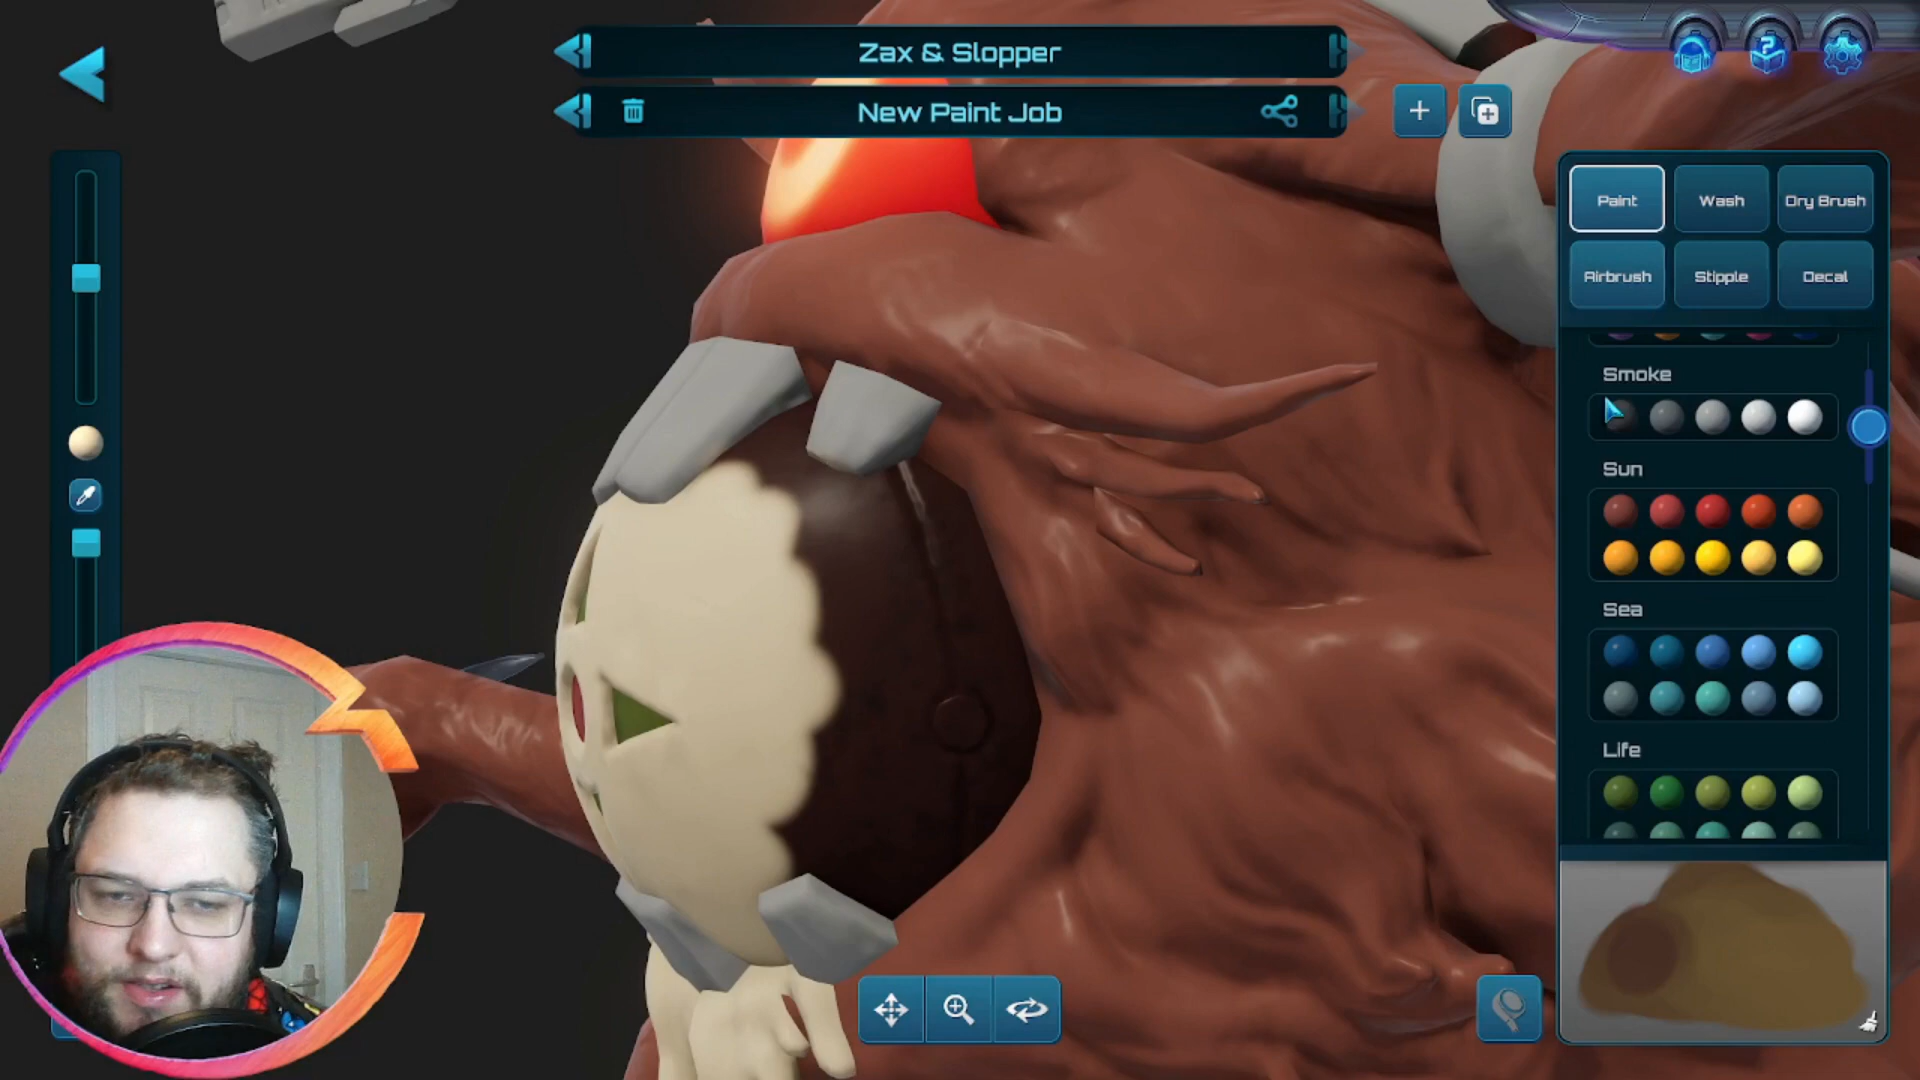 Zax & Slopper
New Paint Job
Paint
Wash
Dry Brush
Airbrush
Stipple
Decal
Smoke
Sun
Sea
Life